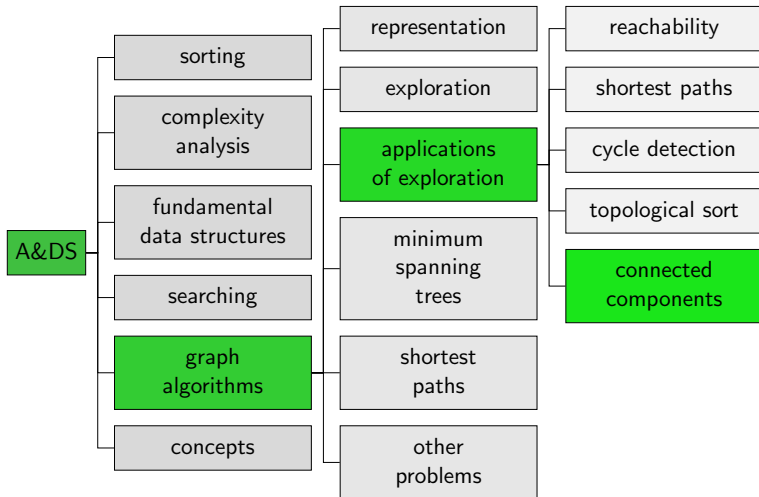 A&DS
sorting
complexity
analysis
fundamental
data structures
searching
graph
algorithms
concepts
representation
exploration
applications
of exploration
minimum
spanning
trees
shortest
paths
other
problems
reachability
shortest paths
cycle detection
topological sort
connected
components